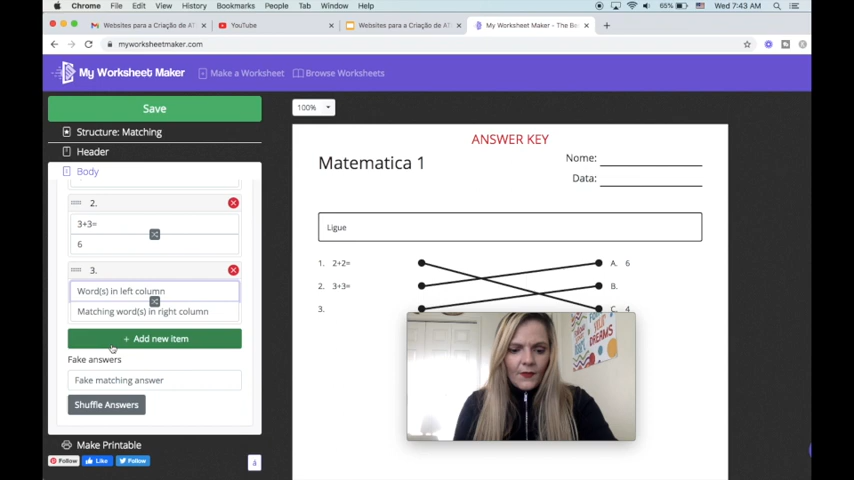 Chrome File Edit View History Bookmarks People Tab Window Help
65% Wed 7:43 AM
Websites para a Criação de AT
YouTube
Websites para a Criação de AT
My Worksheet Maker - The Be
myworksheetmaker.com
My Worksheet Maker
Make a Worksheet
Browse Worksheets
Save
Structure: Matching
Header
Body
2.
3+3=
6
3.
Word(s) in left column
Matching word(s) in right column
+ Add new item
Fake answers
Fake matching answer
Shuffle Answers
Make Printable
Follow
Like
Follow
à
100%
ANSWER KEY
Matematica 1
Nome:
Data:
Ligue
1. 2+2= A. 6
2. 3+3= B.
3. C. 4
DREAMS